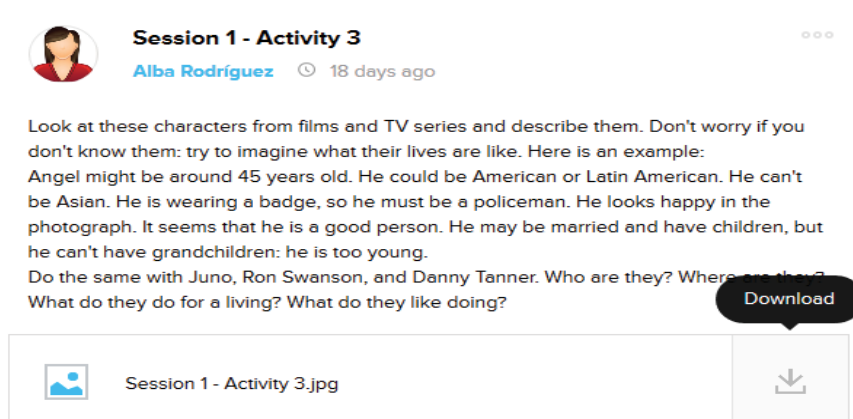 Session 1 - Activity 3
Alba Rodríguez 18 days ago
Look at these characters from films and TV series and describe them. Don't worry if you
don't know them: try to imagine what their lives are like. Here is an example:
Angel might be around 45 years old. He could be American or Latin American. He can't
be Asian. He is wearing a badge, so he must be a policeman. He looks happy in the
photograph. It seems that he is a good person. He may be married and have children, but
he can't have grandchildren: he is too young.
Do the same with Juno, Ron Swanson, and Danny Tanner. Who are they? Where are they?
What do they do for a living? What do they like doing?
Download
Session 1 - Activity 3.jpg